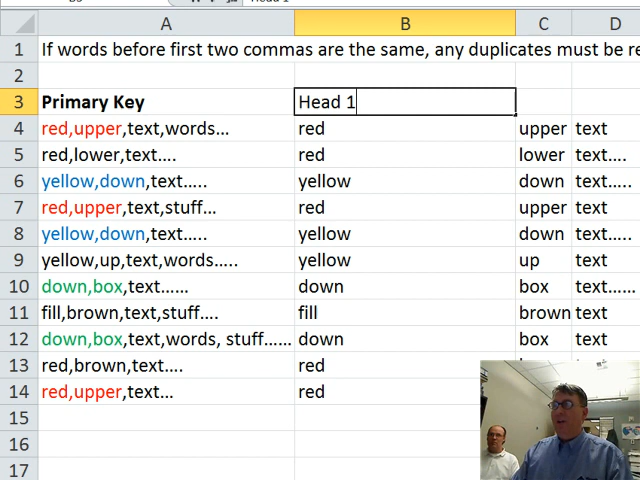 A B C D
1 If words before first two commas are the same, any duplicates must be re
2
3 Primary Key Head 1
4 red,upper,text,words... red upper text
5 red,lower,text.... red lower text....
6 yellow,down,text..... yellow down text.....
7 red,upper,text,stuff... red upper text
8 yellow,down,text..... yellow down text.....
9 yellow,up,text,words..... yellow up text
10 down,box,text...... down box text......
11 fill,brown,text,stuff.... fill brown text
12 down,box,text,words, stuff...... down box text
13 red,brown,text.... red
14 red,upper,text... red
15
16
17